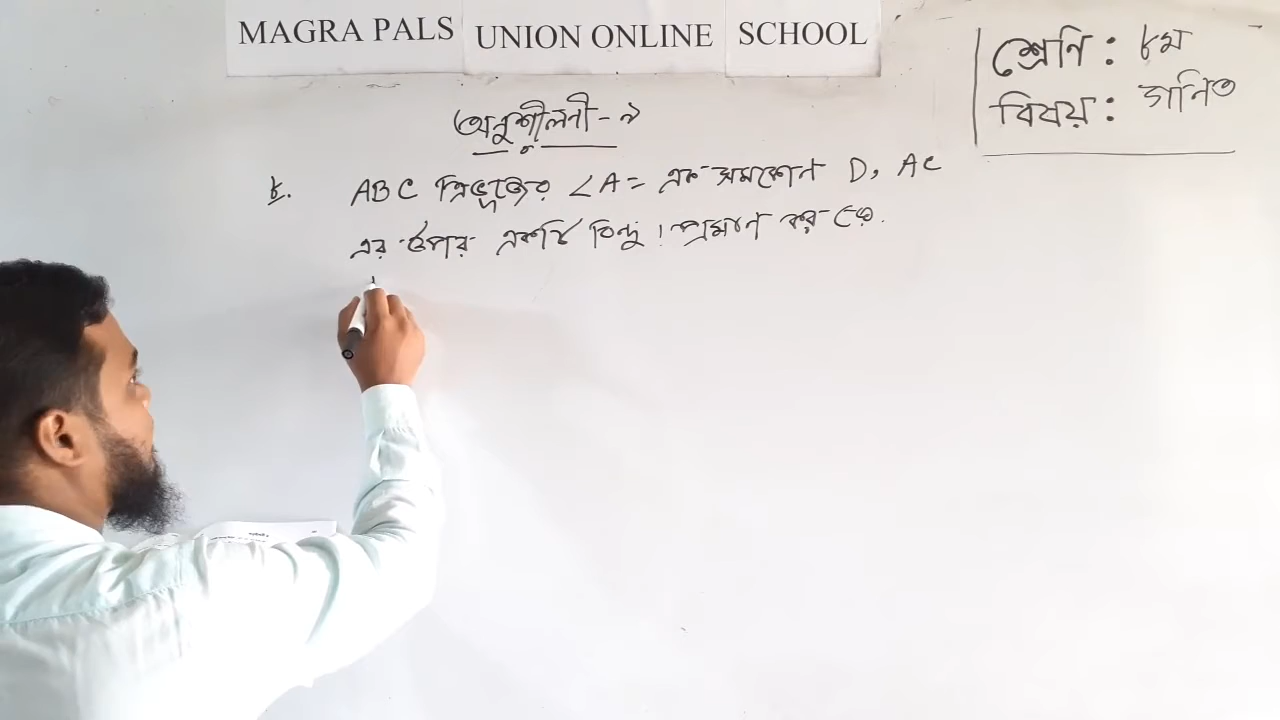 MAGRA PALS UNION ONLINE SCHOOL
শ্রেণি : ৮ম
বিষয় : গনিত
অনুশীলনী - ৯
৮. ABC ত্রিভুজের ∠A = এক সমকোন D, AC
এর উপর একটি বিন্দু। প্রমাণ কর যে.